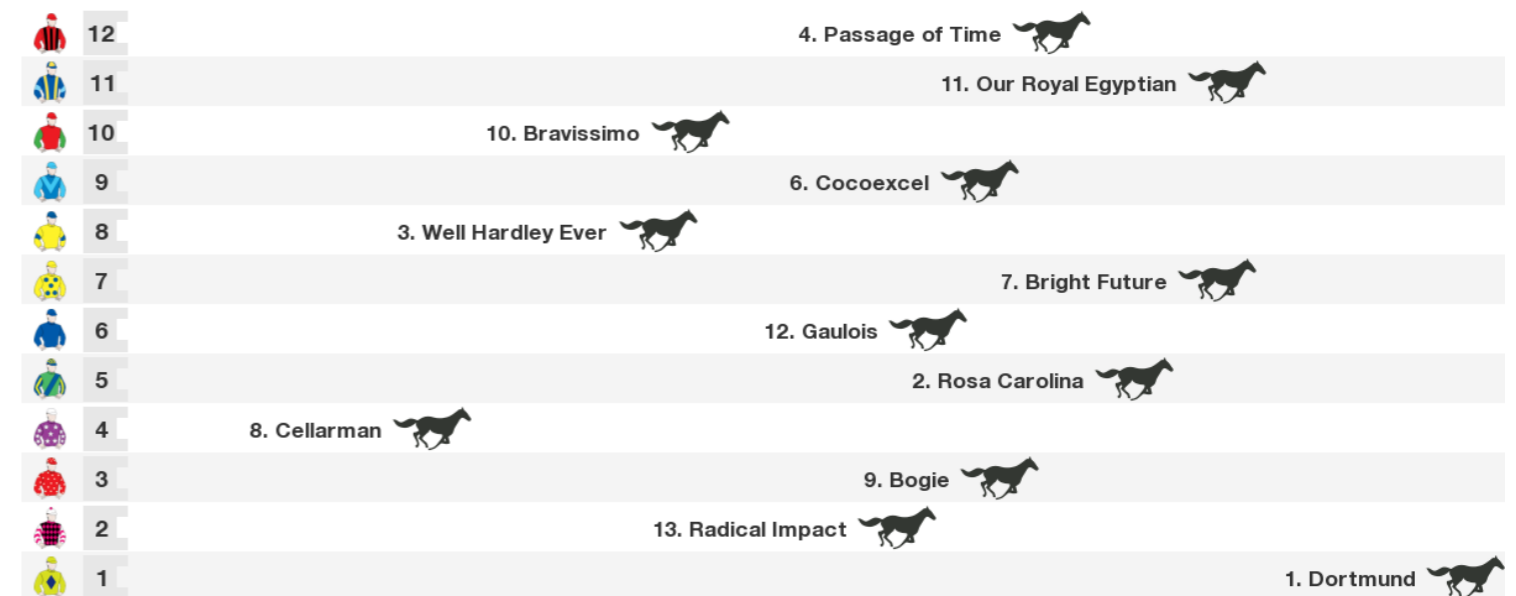 12 4. Passage of Time
11 11. Our Royal Egyptian
10 10. Bravissimo
9 6. Cocoexcel
8 3. Well Hardley Ever
7 7. Bright Future
6 12. Gaulois
5 2. Rosa Carolina
4 8. Cellarman
3 9. Bogie
2 13. Radical Impact
1 1. Dortmund